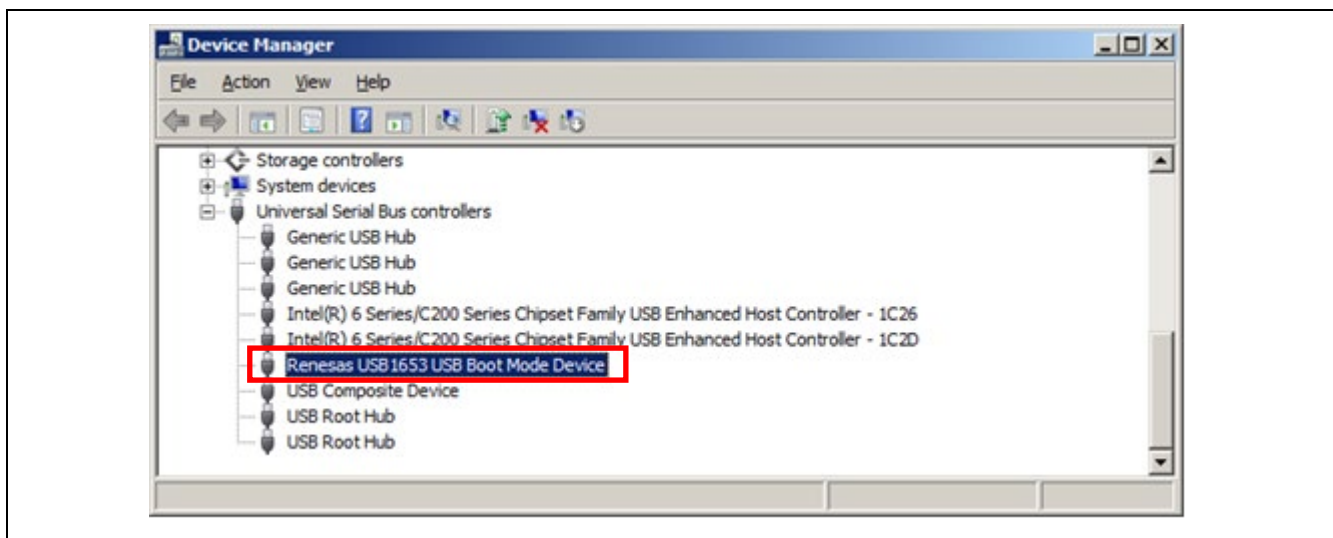 Device Manager
File Action View Help
Storage controllers
System devices
Universal Serial Bus controllers
Generic USB Hub
Generic USB Hub
Generic USB Hub
Intel(R) 6 Series/C200 Series Chipset Family USB Enhanced Host Controller - 1C26
Intel(R) 6 Series/C200 Series Chipset Family USB Enhanced Host Controller - 1C2D
Renesas USB1653 USB Boot Mode Device
USB Composite Device
USB Root Hub
USB Root Hub